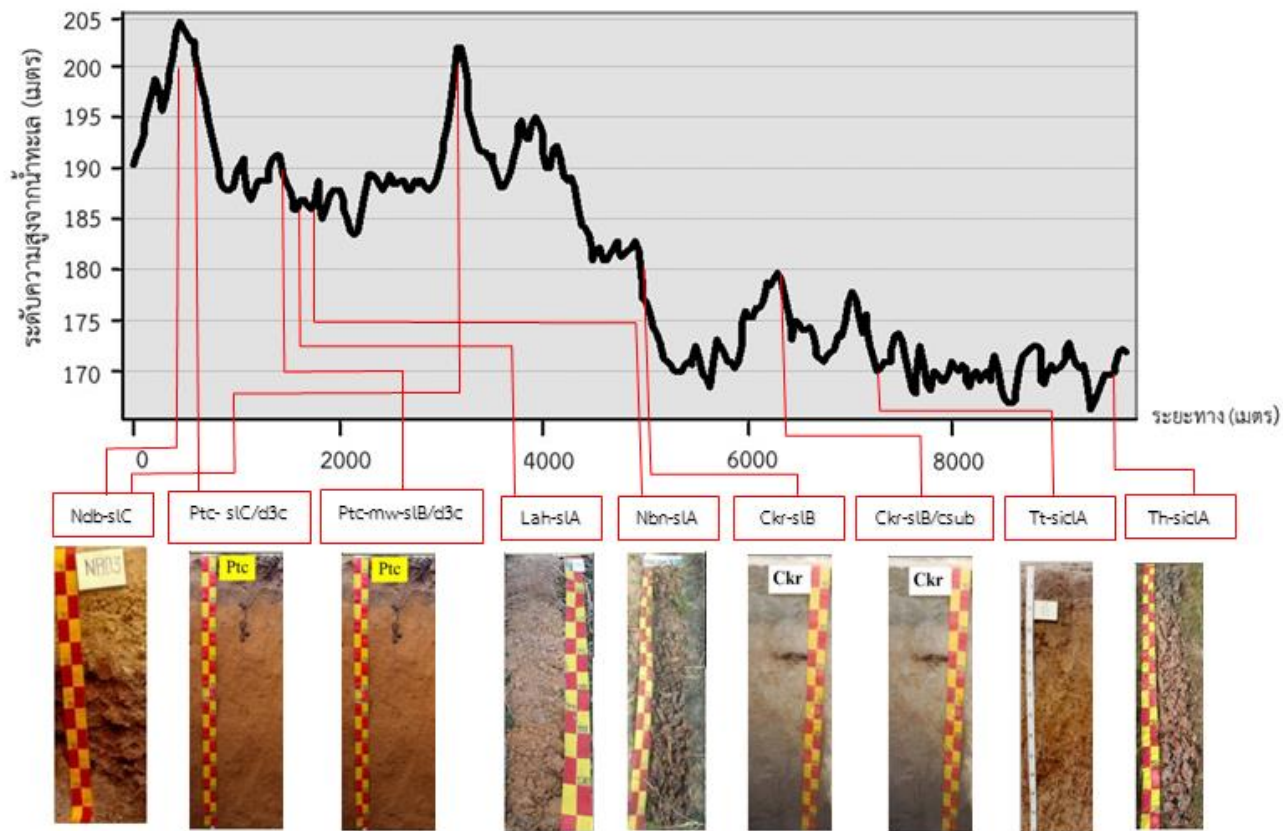 ระดับความสูงจากน้ำทะเล (เมตร)
205
200
195
190
185
180
175
170
0 2000 4000 6000 8000
ระยะทาง (เมตร)
Ndb-slC Ptc- slC/d3c Ptc-mw-slB/d3c Lah-slA Nbn-slA Ckr-slB Ckr-slB/csub Tt-siclA Th-siclA
Ptc Ptc Ckr Ckr